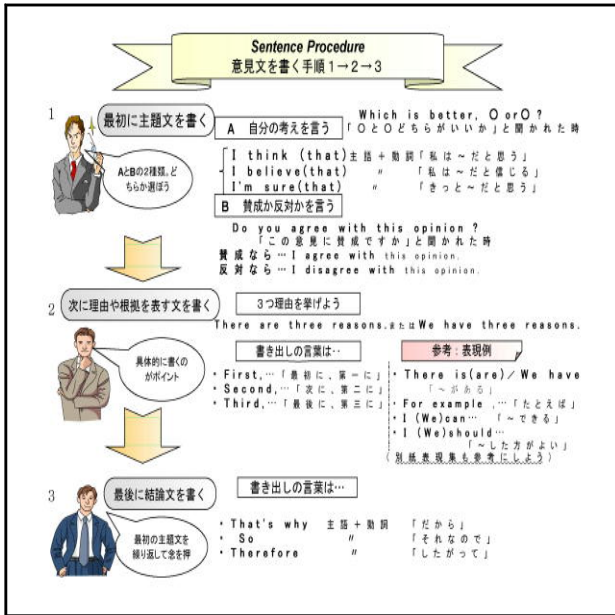 Sentence Procedure
意見文を書く手順１→２→３
1
最初に主題文を書く
AとBの2種類。ど
ちらか選ぼう
Which is better, ○ or○ ?
A 自分の考えを言う 「○と○どちらがいいか」と聞かれた時
I think (that) 主語＋動詞 「私は～だと思う」
I believe(that) 〃 「私は～だと信じる」
I'm sure(that) 〃 「きっと～だと思う」
B 賛成か反対かを言う
Do you agree with this opinion ?
「この意見に賛成ですか」と聞かれた時
賛成なら…I agree with this opinion.
反対なら…I disagree with this opinion.
2
次に理由や根拠を表す文を書く
具体的に書くの
がポイント
３つ理由を挙げよう
There are three reasons.またはWe have three reasons.
書き出しの言葉は‥
・First,…「最初に、第一に」
・Second,…「次に、第二に」
・Third,…「最後に、第三に」
参考：表現例
・There is(are)／We have
「～がある」
・For example ,…「たとえば」
・I (We)can… 「～できる」
・I (We)should…
「～した方がよい」
(別紙表現集も参考にしよう)
3
最後に結論文を書く
最初の主題文を
繰り返して念を押
書き出しの言葉は…
・That's why 主語＋動詞 「だから」
・So 〃 「それなので」
・Therefore 〃 「したがって」